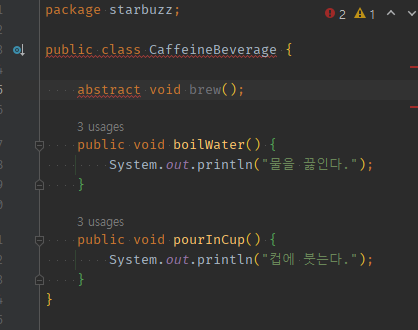 package starbuzz;
2 1
public class CaffeineBeverage {
abstract void brew();
3 usages
public void boilWater() {
System.out.println("물을 끓인다.");
}
3 usages
public void pourInCup() {
System.out.println("컵에 붓는다.");
}
}